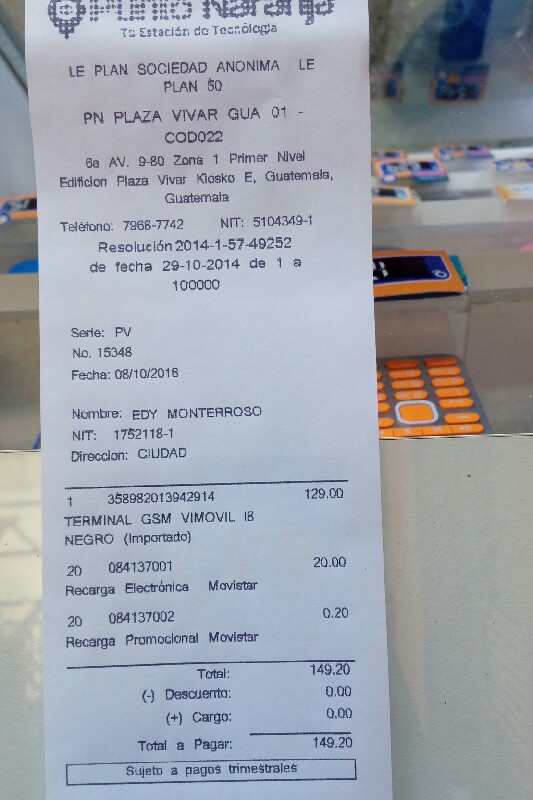 Puntos Naranja
Tu Estación de Tecnología
LE PLAN SOCIEDAD ANONIMA LE
PLAN 50
PN PLAZA VIVAR GUA 01 -
COD022
6a AV. 9-80 Zona 1 Primer Nivel
Edificion Plaza Vivar Kiosko E, Guatemala,
Guatemala
Teléfono: 7968-7742 NIT: 5104349-1
Resolución 2014-1-57-49252
de fecha 29-10-2014 de 1 a
100000
Serie: PV
No. 15348
Fecha: 08/10/2016
Nombre: EDY MONTERROSO
NIT: 1752118-1
Direccion: CIUDAD
1 358982013942914 129.00
TERMINAL GSM VIMOVIL I8
NEGRO (Importado)
20 084137001 20.00
Recarga Electrónica Movistar
20 084137002 0.20
Recarga Promocional Movistar
Total: 149.20
(-) Descuento: 0.00
(+) Cargo: 0.00
Total a Pagar: 149.20
Sujeto a pagos trimestrales